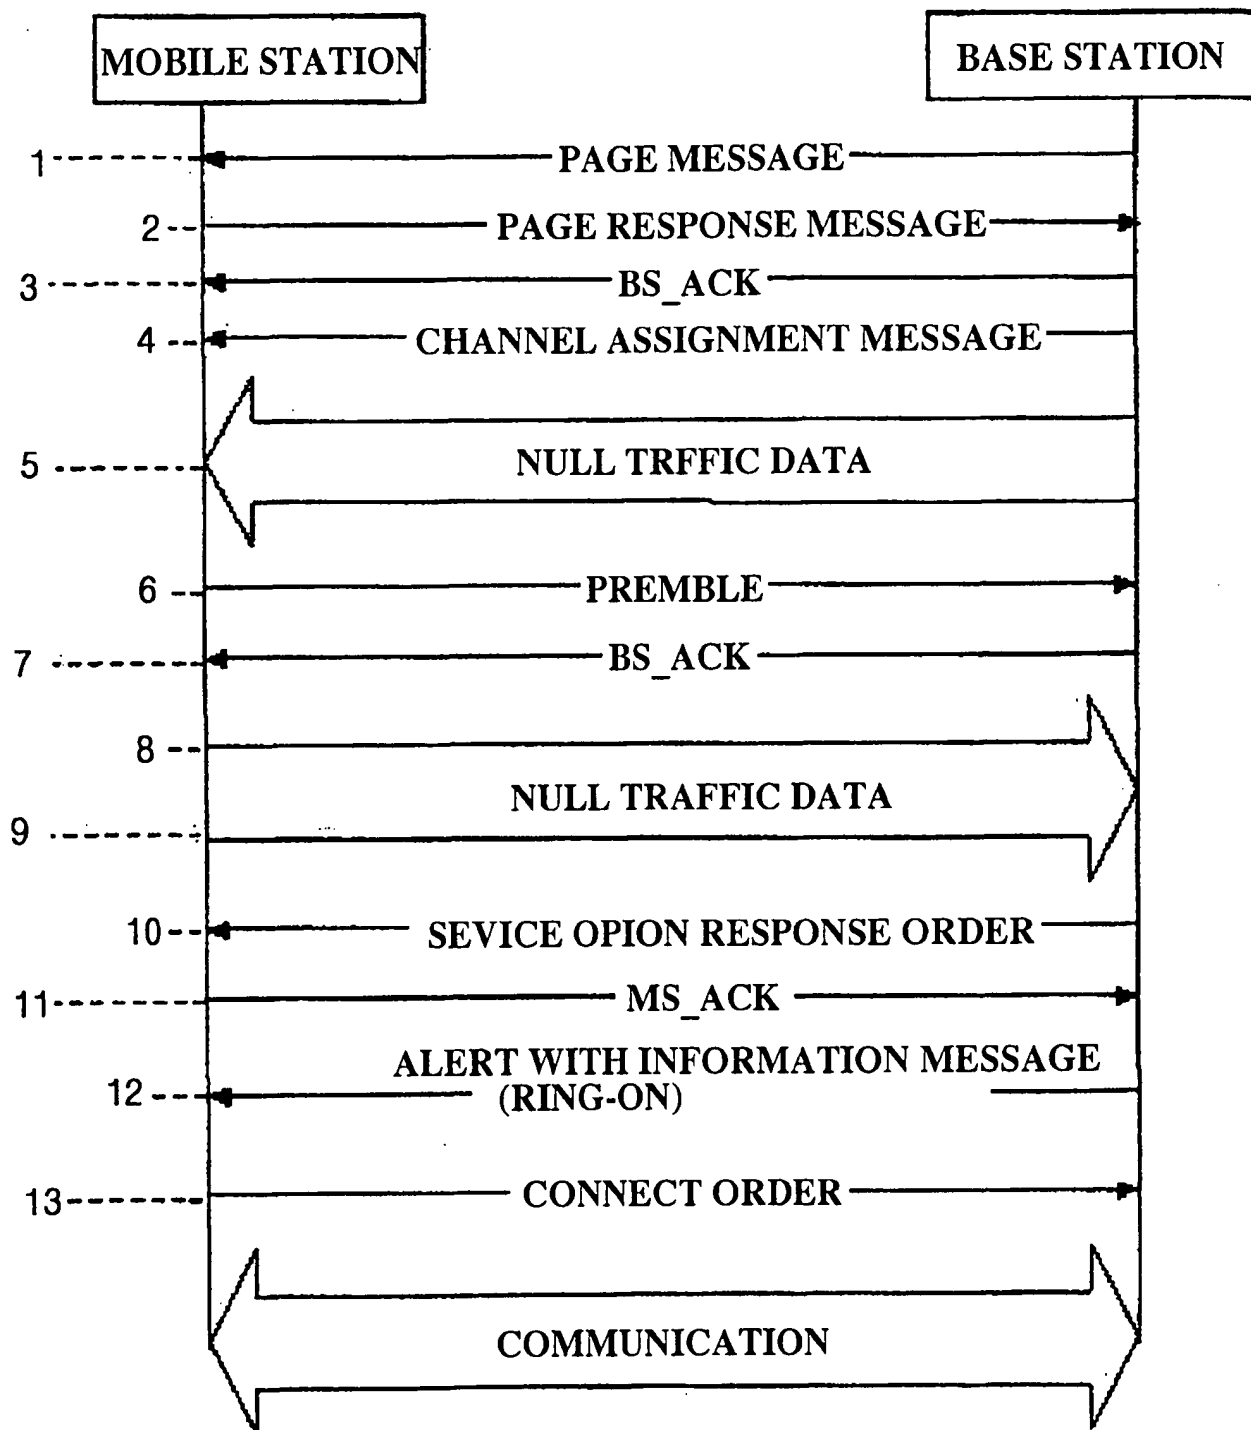 MOBILE STATION
BASE STATION
1
PAGE MESSAGE
2
PAGE RESPONSE MESSAGE
3
BS_ACK
4
CHANNEL ASSIGNMENT MESSAGE
5
NULL TRFFIC DATA
6
PREMBLE
7
BS_ACK
8
NULL TRAFFIC DATA
9
10
SEVICE OPION RESPONSE ORDER
11
MS_ACK
ALERT WITH INFORMATION MESSAGE
12
(RING-ON)
13
CONNECT ORDER
COMMUNICATION